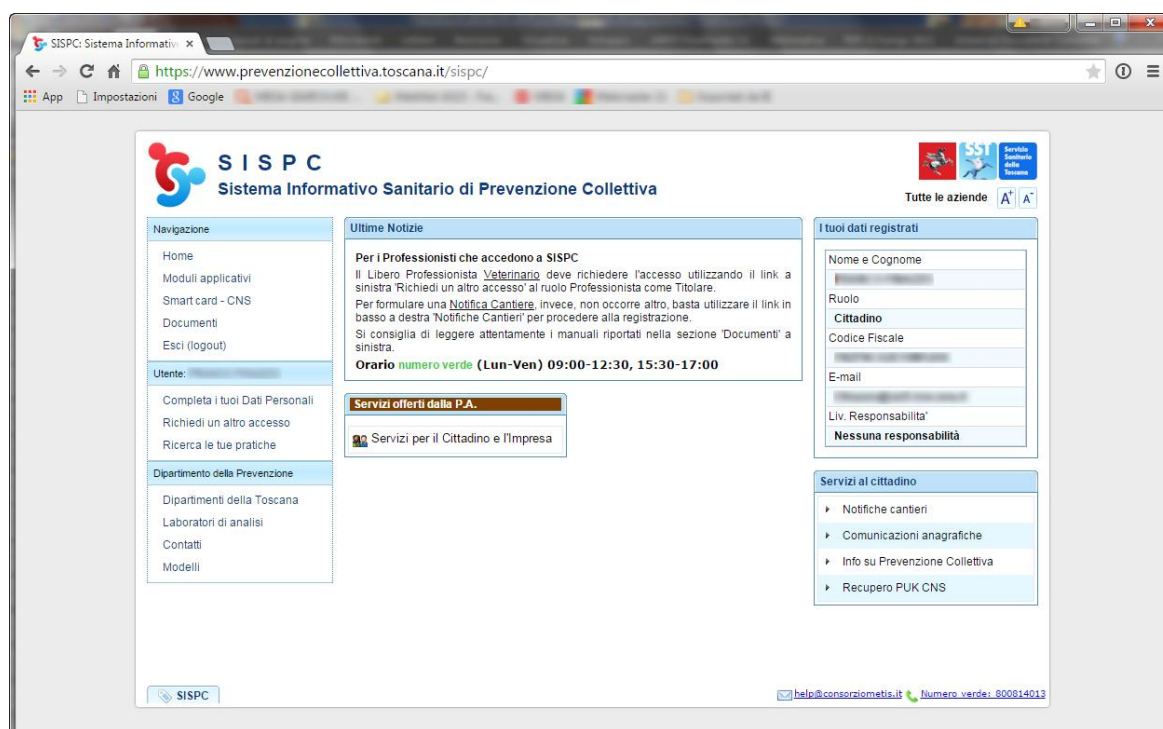 SISPC: Sistema Informativ
https://www.prevenzionecollettiva.toscana.it/sispc/
App Impostazioni Google
S I S P C
Sistema Informativo Sanitario di Prevenzione Collettiva
SST Servizio Sanitario della Toscana
Tutte le aziende A+ A-
Navigazione
Home
Moduli applicativi
Smart card - CNS
Documenti
Esci (logout)
Utente:
Completa i tuoi Dati Personali
Richiedi un altro accesso
Ricerca le tue pratiche
Dipartimento della Prevenzione
Dipartimenti della Toscana
Laboratori di analisi
Contatti
Modelli
Ultime Notizie
Per i Professionisti che accedono a SISPC
Il Libero Professionista Veterinario deve richiedere l'accesso utilizzando il link a
sinistra 'Richiedi un altro accesso' al ruolo Professionista come Titolare.
Per formulare una Notifica Cantiere, invece, non occorre altro, basta utilizzare il link in
basso a destra 'Notifiche Cantieri' per procedere alla registrazione.
Si consiglia di leggere attentamente i manuali riportati nella sezione 'Documenti' a
sinistra.
Orario numero verde (Lun-Ven) 09:00-12:30, 15:30-17:00
Servizi offerti dalla P.A.
Servizi per il Cittadino e l'Impresa
I tuoi dati registrati
Nome e Cognome
Ruolo
Cittadino
Codice Fiscale
E-mail
Liv. Responsabilita'
Nessuna responsabilità
Servizi al cittadino
Notifiche cantieri
Comunicazioni anagrafiche
Info su Prevenzione Collettiva
Recupero PUK CNS
SISPC
help@consorziometis.it Numero verde: 800814013